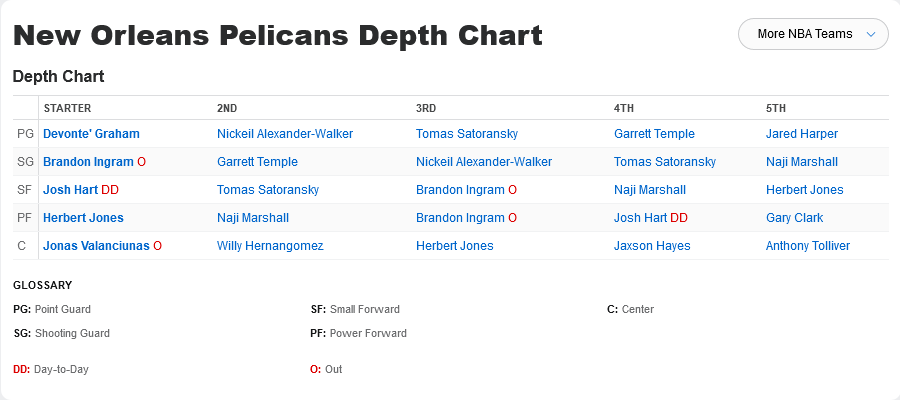 New Orleans Pelicans Depth Chart
More NBA Teams
Depth Chart
STARTER 2ND 3RD 4TH 5TH
PG Devonte' Graham Nickeil Alexander-Walker Tomas Satoransky Garrett Temple Jared Harper
SG Brandon Ingram O Garrett Temple Nickeil Alexander-Walker Tomas Satoransky Naji Marshall
SF Josh Hart DD Tomas Satoransky Brandon Ingram O Naji Marshall Herbert Jones
PF Herbert Jones Naji Marshall Brandon Ingram O Josh Hart DD Gary Clark
C Jonas Valanciunas O Willy Hernangomez Herbert Jones Jaxson Hayes Anthony Tolliver
GLOSSARY
PG: Point Guard SF: Small Forward C: Center
SG: Shooting Guard PF: Power Forward
DD: Day-to-Day O: Out